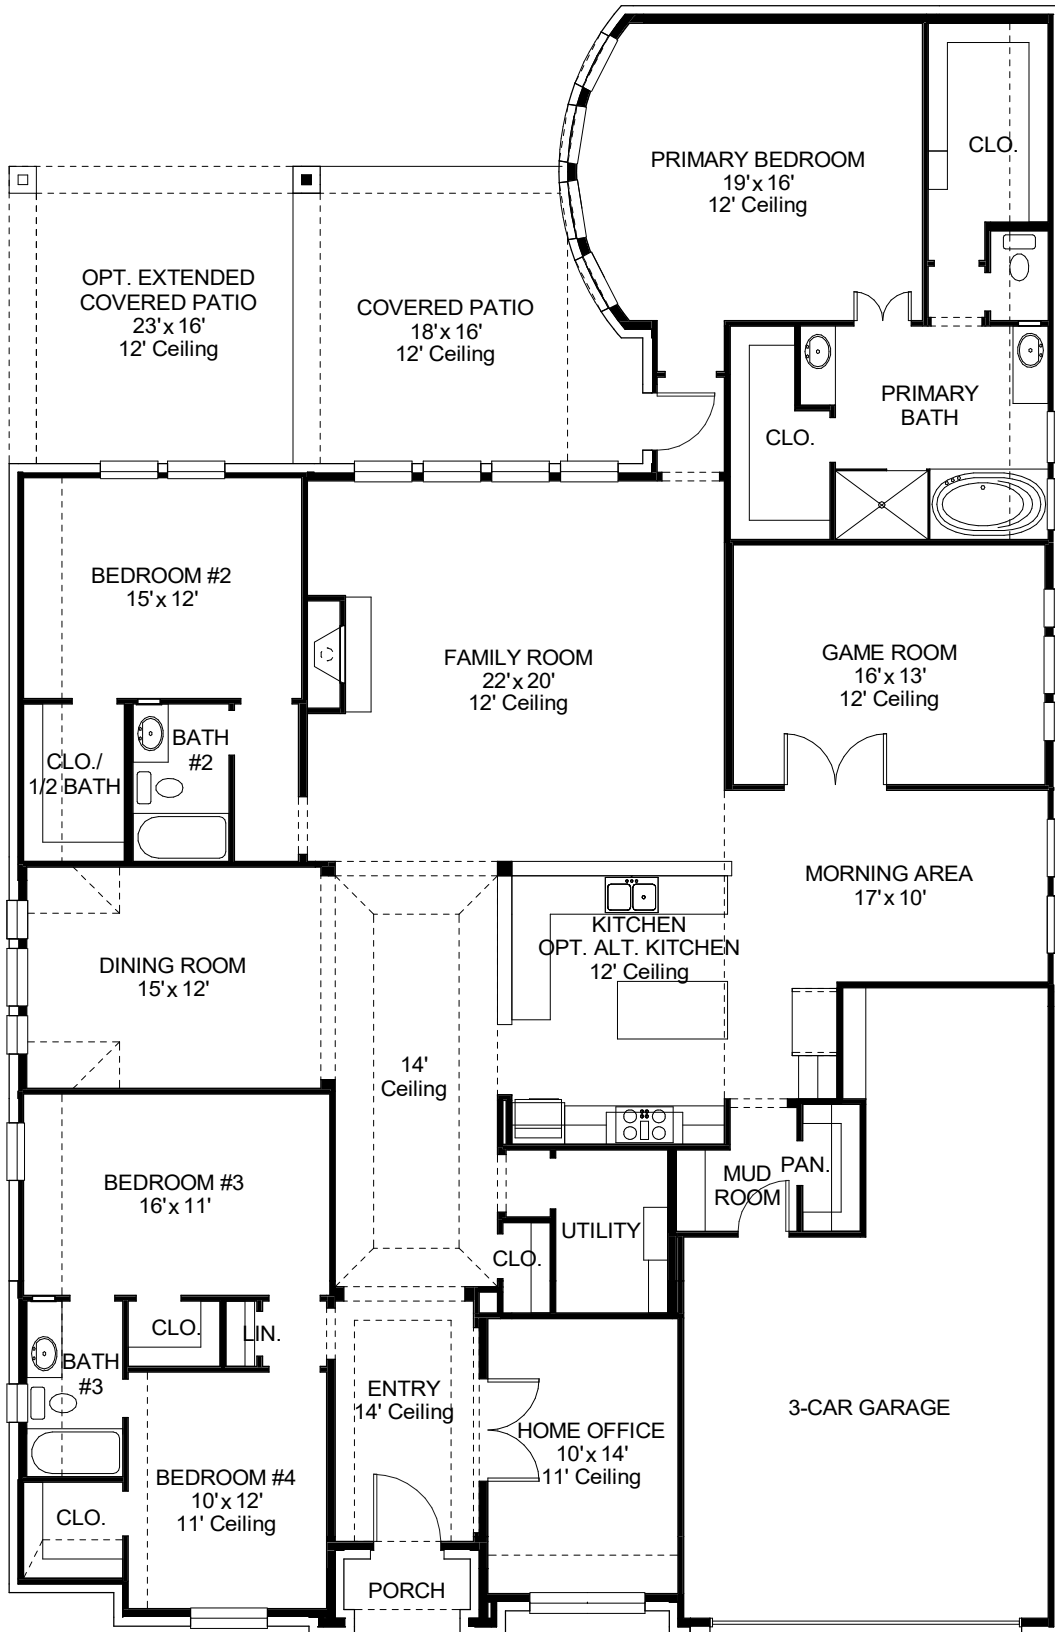 CLO.
PRIMARY BEDROOM
19' x 16'
12' Ceiling
OPT. EXTENDED
COVERED PATIO
23' x 16'
12' Ceiling
COVERED PATIO
18' x 16'
12' Ceiling
PRIMARY
BATH
CLO.
BEDROOM #2
15' x 12'
FAMILY ROOM
22' x 20'
12' Ceiling
GAME ROOM
16' x 13'
12' Ceiling
BATH
#2
CLO./
1/2 BATH
MORNING AREA
17' x 10'
KITCHEN
OPT. ALT. KITCHEN
12' Ceiling
DINING ROOM
15' x 12'
14'
Ceiling
BEDROOM #3
16' x 11'
MUD
ROOM
PAN.
UTILITY
CLO.
CLO.
LIN.
BATH
#3
ENTRY
14' Ceiling
3-CAR GARAGE
HOME OFFICE
10' x 14'
11' Ceiling
BEDROOM #4
10' x 12'
11' Ceiling
CLO.
PORCH